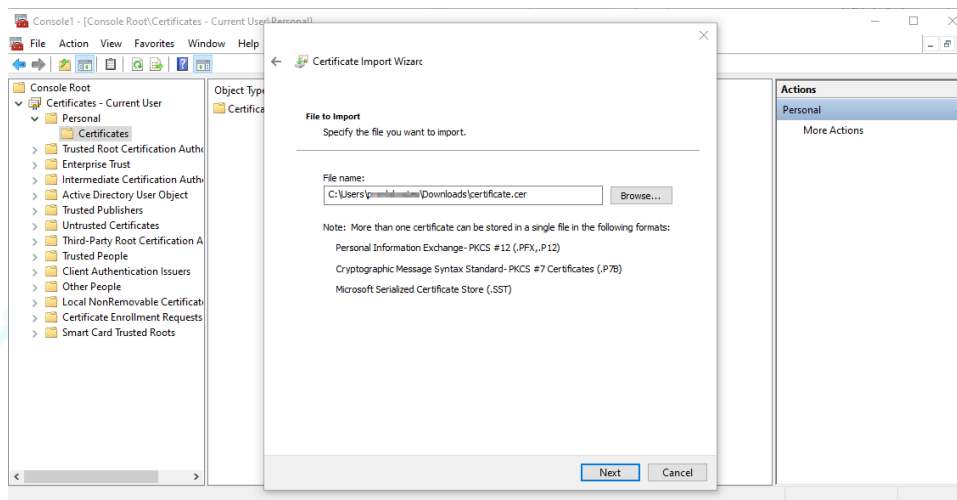 Console1 - [Console Root\Certificates - Current User\Personal]
File Action View Favorites Window Help
Console Root
Certificates - Current User
Personal
Certificates
Trusted Root Certification Autho
Enterprise Trust
Intermediate Certification Autho
Active Directory User Object
Trusted Publishers
Untrusted Certificates
Third-Party Root Certification A
Trusted People
Client Authentication Issuers
Other People
Local NonRemovable Certificat
Certificate Enrollment Requests
Smart Card Trusted Roots
Object Type
Certifica
Certificate Import Wizard
File to Import
Specify the file you want to import.
File name:
C:\Users\ \Downloads\certificate.cer
Browse...
Note: More than one certificate can be stored in a single file in the following formats:
Personal Information Exchange- PKCS #12 (.PFX,.P12)
Cryptographic Message Syntax Standard- PKCS #7 Certificates (.P7B)
Microsoft Serialized Certificate Store (.SST)
Next Cancel
Actions
Personal
More Actions